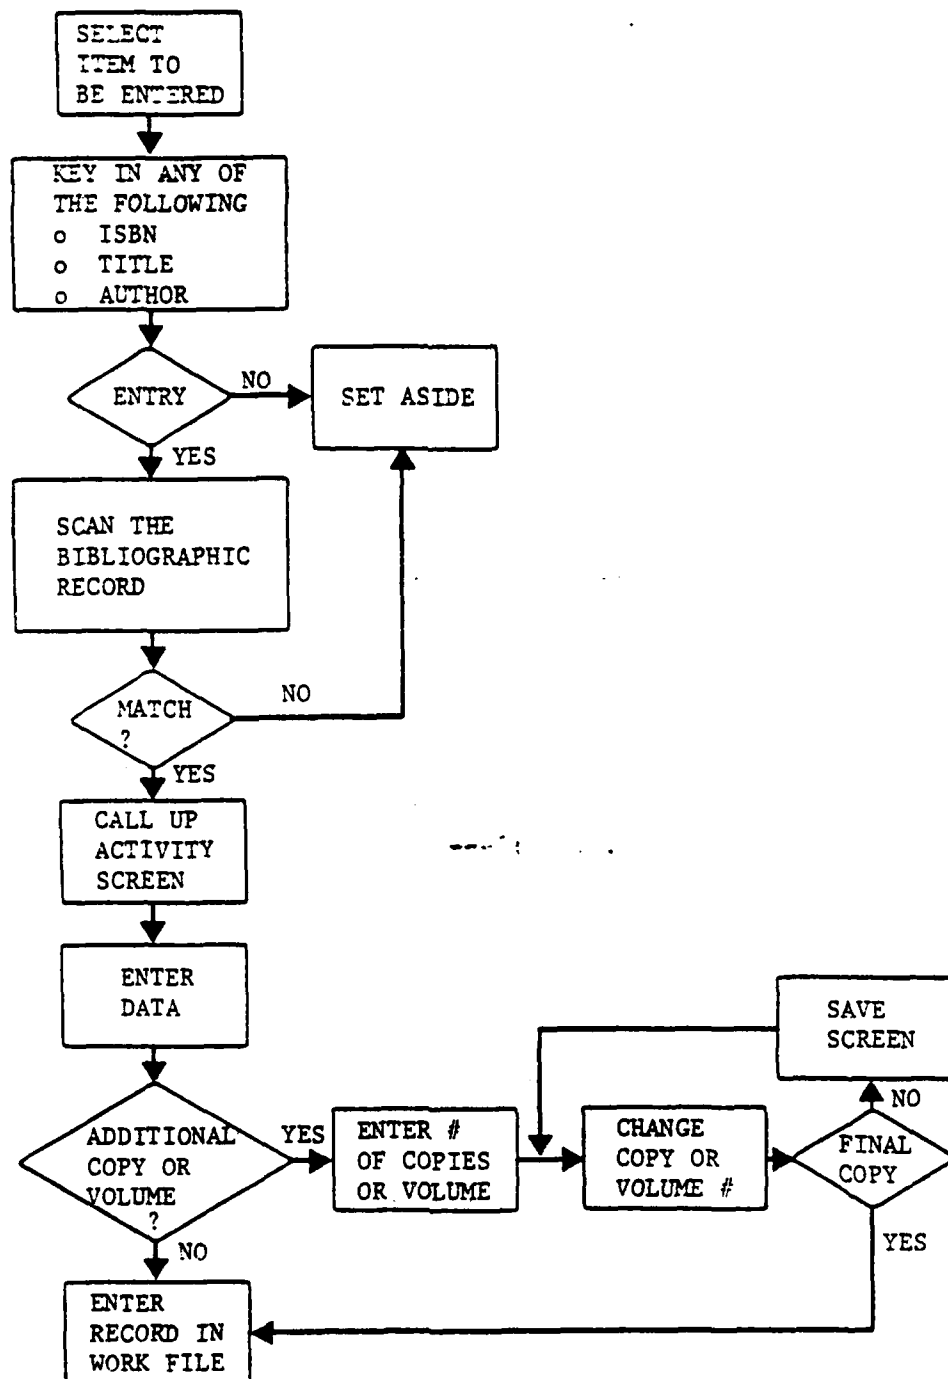 SELECT
ITEM TO
BE ENTERED
KEY IN ANY OF
THE FOLLOWING
o ISBN
o TITLE
o AUTHOR
ENTRY
NO
SET ASIDE
YES
SCAN THE
BIBLIOGRAPHIC
RECORD
MATCH
?
NO
YES
CALL UP
ACTIVITY
SCREEN
ENTER
DATA
SAVE
SCREEN
NO
ADDITIONAL
COPY OR
VOLUME
?
YES
ENTER #
OF COPIES
OR VOLUME
CHANGE
COPY OR
VOLUME #
FINAL
COPY
YES
NO
ENTER
RECORD IN
WORK FILE